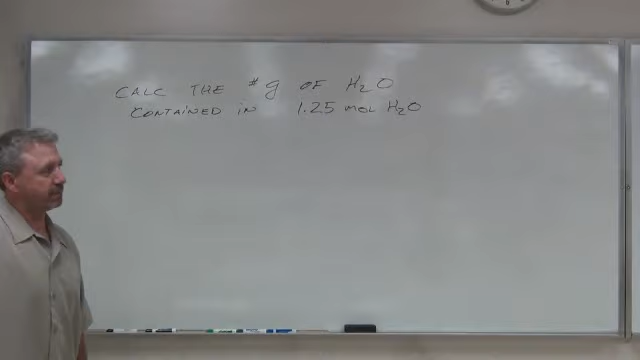 CALC THE # g OF H₂O
CONTAINED IN 1.25 MOL H₂O